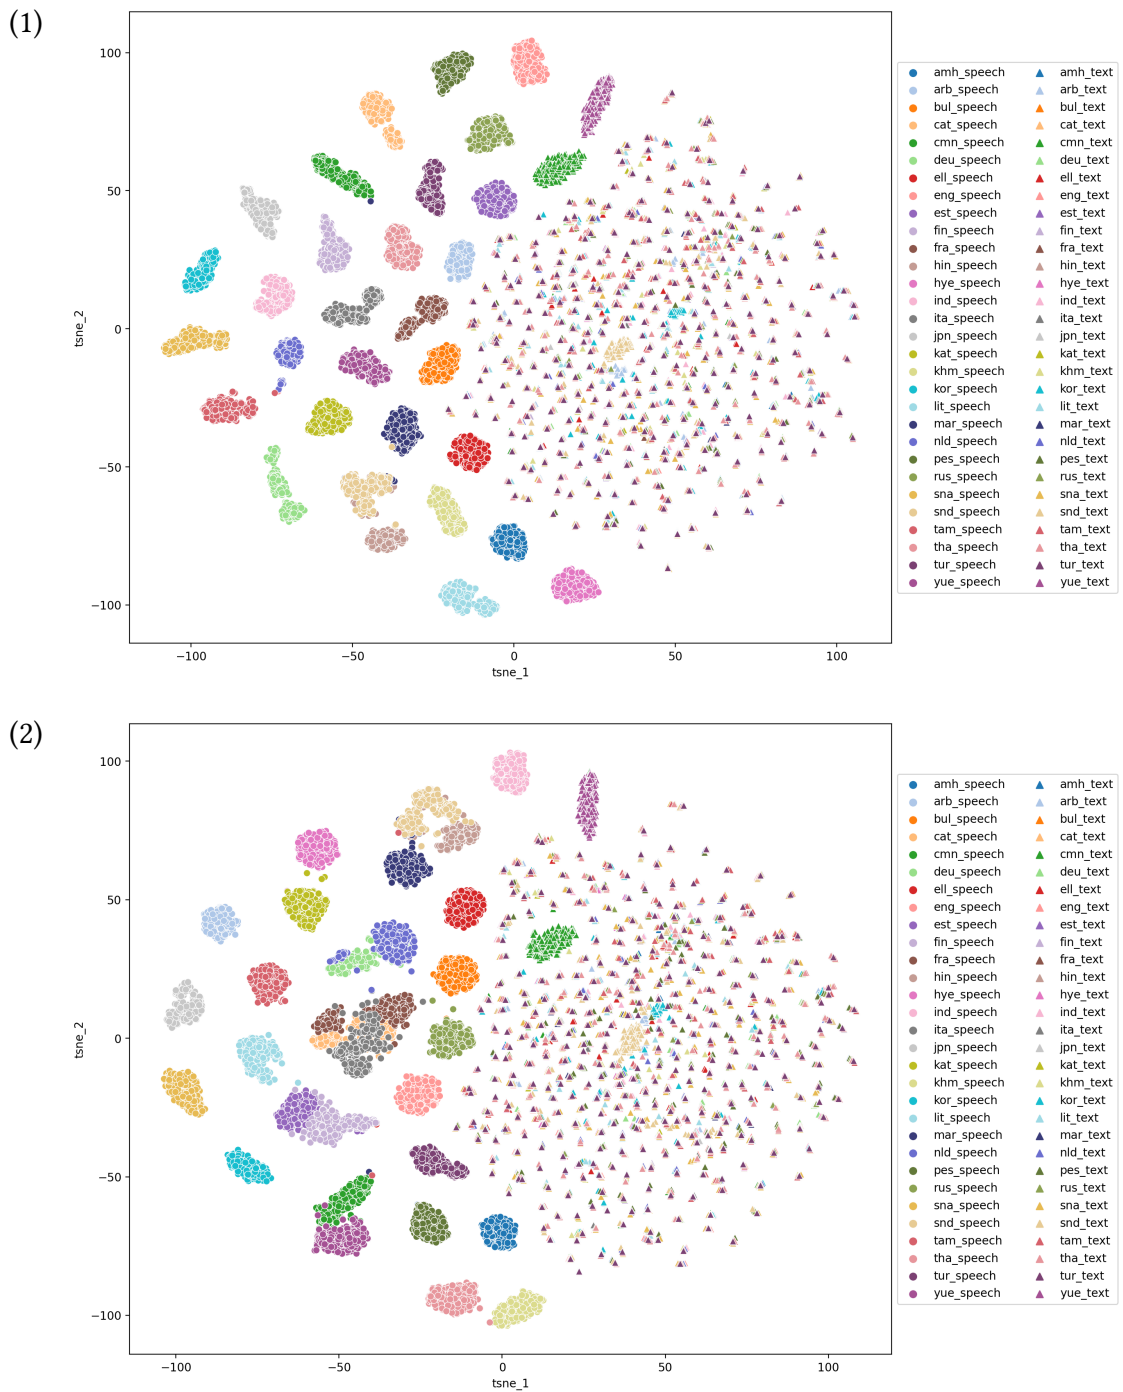 (1)
100
50
0
−50
−100
tsne_2
−100 −50 0 50 100
tsne_1
amh_speech amh_text
arb_speech arb_text
bul_speech bul_text
cat_speech cat_text
cmn_speech cmn_text
deu_speech deu_text
ell_speech ell_text
eng_speech eng_text
est_speech est_text
fin_speech fin_text
fra_speech fra_text
hin_speech hin_text
hye_speech hye_text
ind_speech ind_text
ita_speech ita_text
jpn_speech jpn_text
kat_speech kat_text
khm_speech khm_text
kor_speech kor_text
lit_speech lit_text
mar_speech mar_text
nld_speech nld_text
pes_speech pes_text
rus_speech rus_text
sna_speech sna_text
snd_speech snd_text
tam_speech tam_text
tha_speech tha_text
tur_speech tur_text
yue_speech yue_text
(2)
100
50
0
−50
−100
tsne_2
−100 −50 0 50 100
tsne_1
amh_speech amh_text
arb_speech arb_text
bul_speech bul_text
cat_speech cat_text
cmn_speech cmn_text
deu_speech deu_text
ell_speech ell_text
eng_speech eng_text
est_speech est_text
fin_speech fin_text
fra_speech fra_text
hin_speech hin_text
hye_speech hye_text
ind_speech ind_text
ita_speech ita_text
jpn_speech jpn_text
kat_speech kat_text
khm_speech khm_text
kor_speech kor_text
lit_speech lit_text
mar_speech mar_text
nld_speech nld_text
pes_speech pes_text
rus_speech rus_text
sna_speech sna_text
snd_speech snd_text
tam_speech tam_text
tha_speech tha_text
tur_speech tur_text
yue_speech yue_text